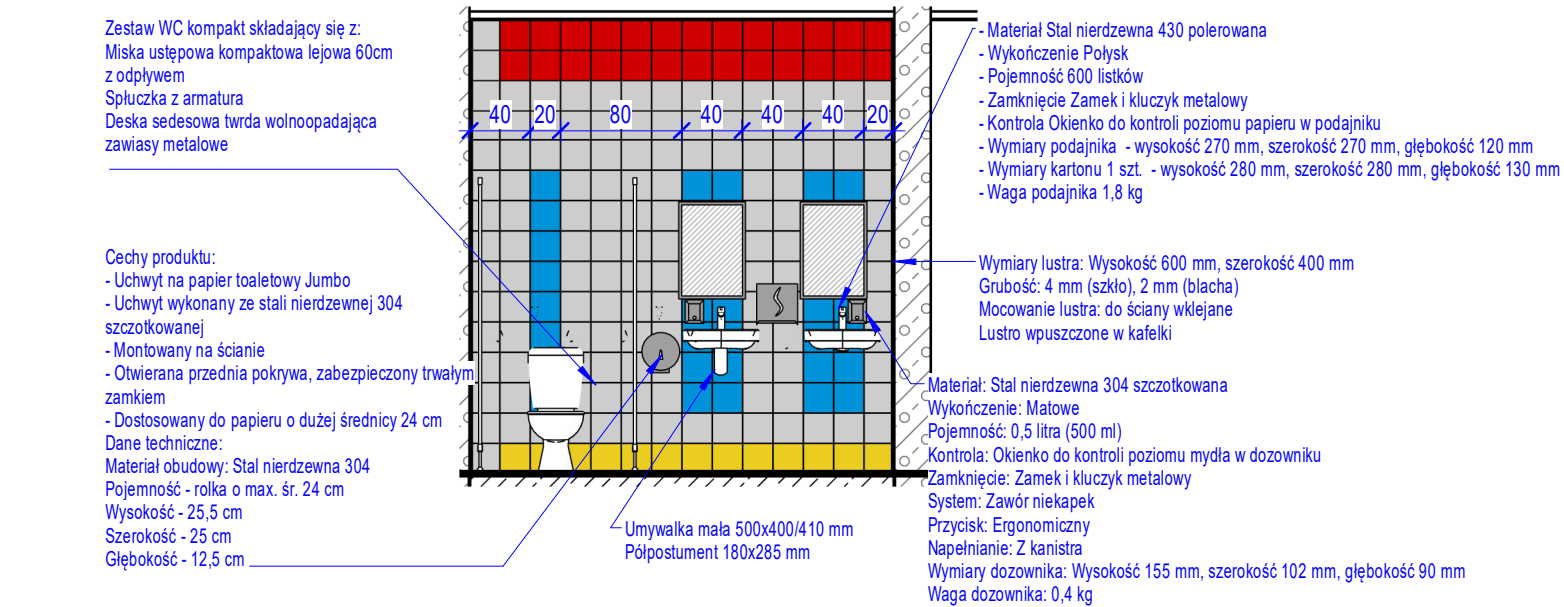 Zestaw WC kompakt składający się z:
Miska ustępowa kompaktowa lejowa 60cm
z odpływem
Spłuczka z armatura
Deska sedesowa twrda wolnoopadająca
zawiasy metalowe
Cechy produktu:
- Uchwyt na papier toaletowy Jumbo
- Uchwyt wykonany ze stali nierdzewnej 304
szczotkowanej
- Montowany na ścianie
- Otwierana przednia pokrywa, zabezpieczony trwałym
zamkiem
- Dostosowany do papieru o dużej średnicy 24 cm
Dane techniczne:
Materiał obudowy: Stal nierdzewna 304
Pojemność - rolka o max. śr. 24 cm
Wysokość - 25,5 cm
Szerokość - 25 cm
Głębokość - 12,5 cm
40 20 80 40 40 40 20
Umywalka mała 500x400/410 mm
Półpostument 180x285 mm
- Materiał Stal nierdzewna 430 polerowana
- Wykończenie Połysk
- Pojemność 600 listków
- Zamknięcie Zamek i kluczyk metalowy
- Kontrola Okienko do kontroli poziomu papieru w podajniku
- Wymiary podajnika - wysokość 270 mm, szerokość 270 mm, głębokość 120 mm
- Wymiary kartonu 1 szt. - wysokość 280 mm, szerokość 280 mm, głębokość 130 mm
- Waga podajnika 1,8 kg
Wymiary lustra: Wysokość 600 mm, szerokość 400 mm
Grubość: 4 mm (szkło), 2 mm (blacha)
Mocowanie lustra: do ściany wklejane
Lustro wpuszczone w kafelki
Materiał: Stal nierdzewna 304 szczotkowana
Wykończenie: Matowe
Pojemność: 0,5 litra (500 ml)
Kontrola: Okienko do kontroli poziomu mydła w dozowniku
Zamknięcie: Zamek i kluczyk metalowy
System: Zawór niekapek
Przycisk: Ergonomiczny
Napełnianie: Z kanistra
Wymiary dozownika: Wysokość 155 mm, szerokość 102 mm, głębokość 90 mm
Waga dozownika: 0,4 kg